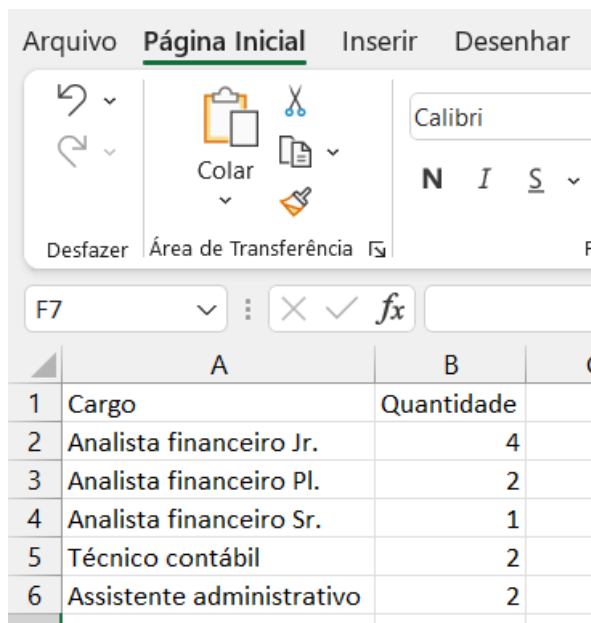 Arquivo Página Inicial Inserir Desenhar
Colar
Calibri
N I S
Desfazer Área de Transferência
F7 fx
A B
1 Cargo Quantidade
2 Analista financeiro Jr. 4
3 Analista financeiro Pl. 2
4 Analista financeiro Sr. 1
5 Técnico contábil 2
6 Assistente administrativo 2